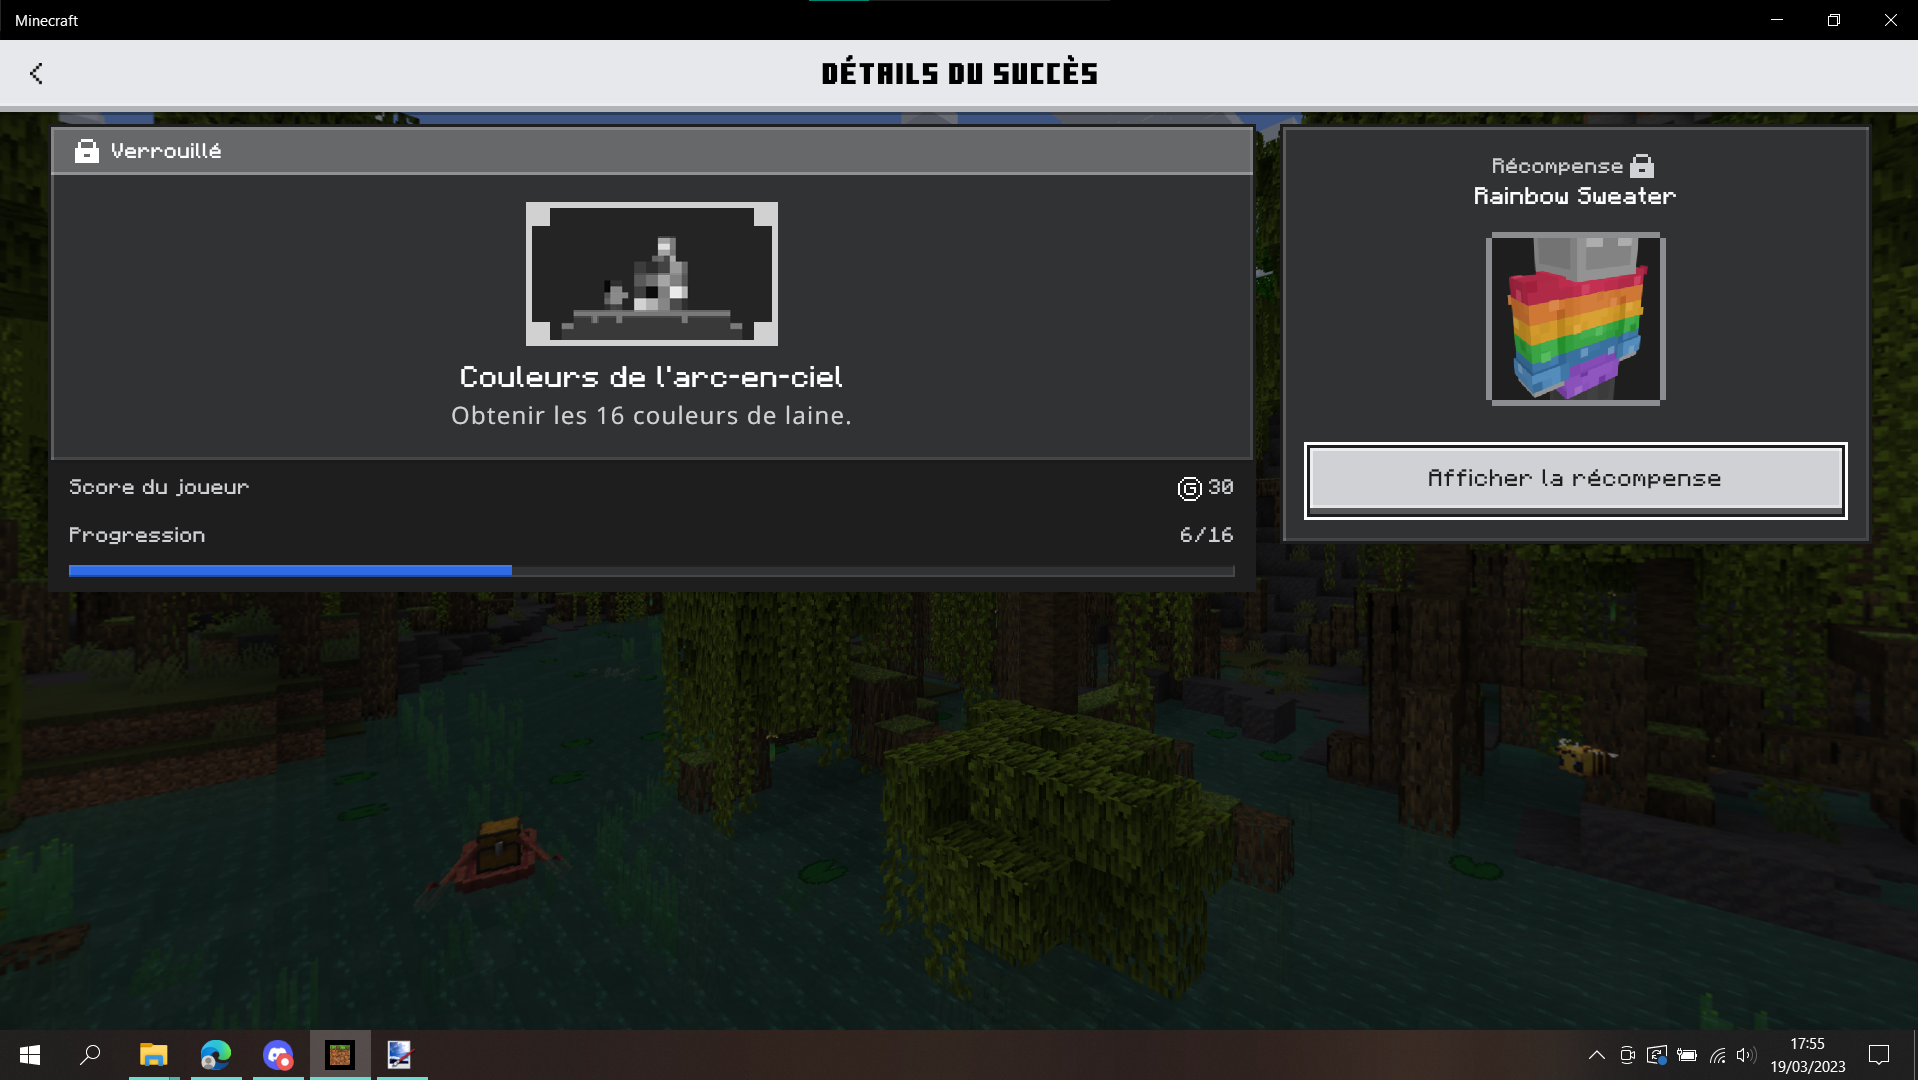 Minecraft
DÉTAILS DU SUCCÈS
Verrouillé
Couleurs de l'arc-en-ciel
Obtenir les 16 couleurs de laine.
Score du joueur
G 30
Progression
6/16
Récompense
Rainbow Sweater
Afficher la récompense
17:55
19/03/2023